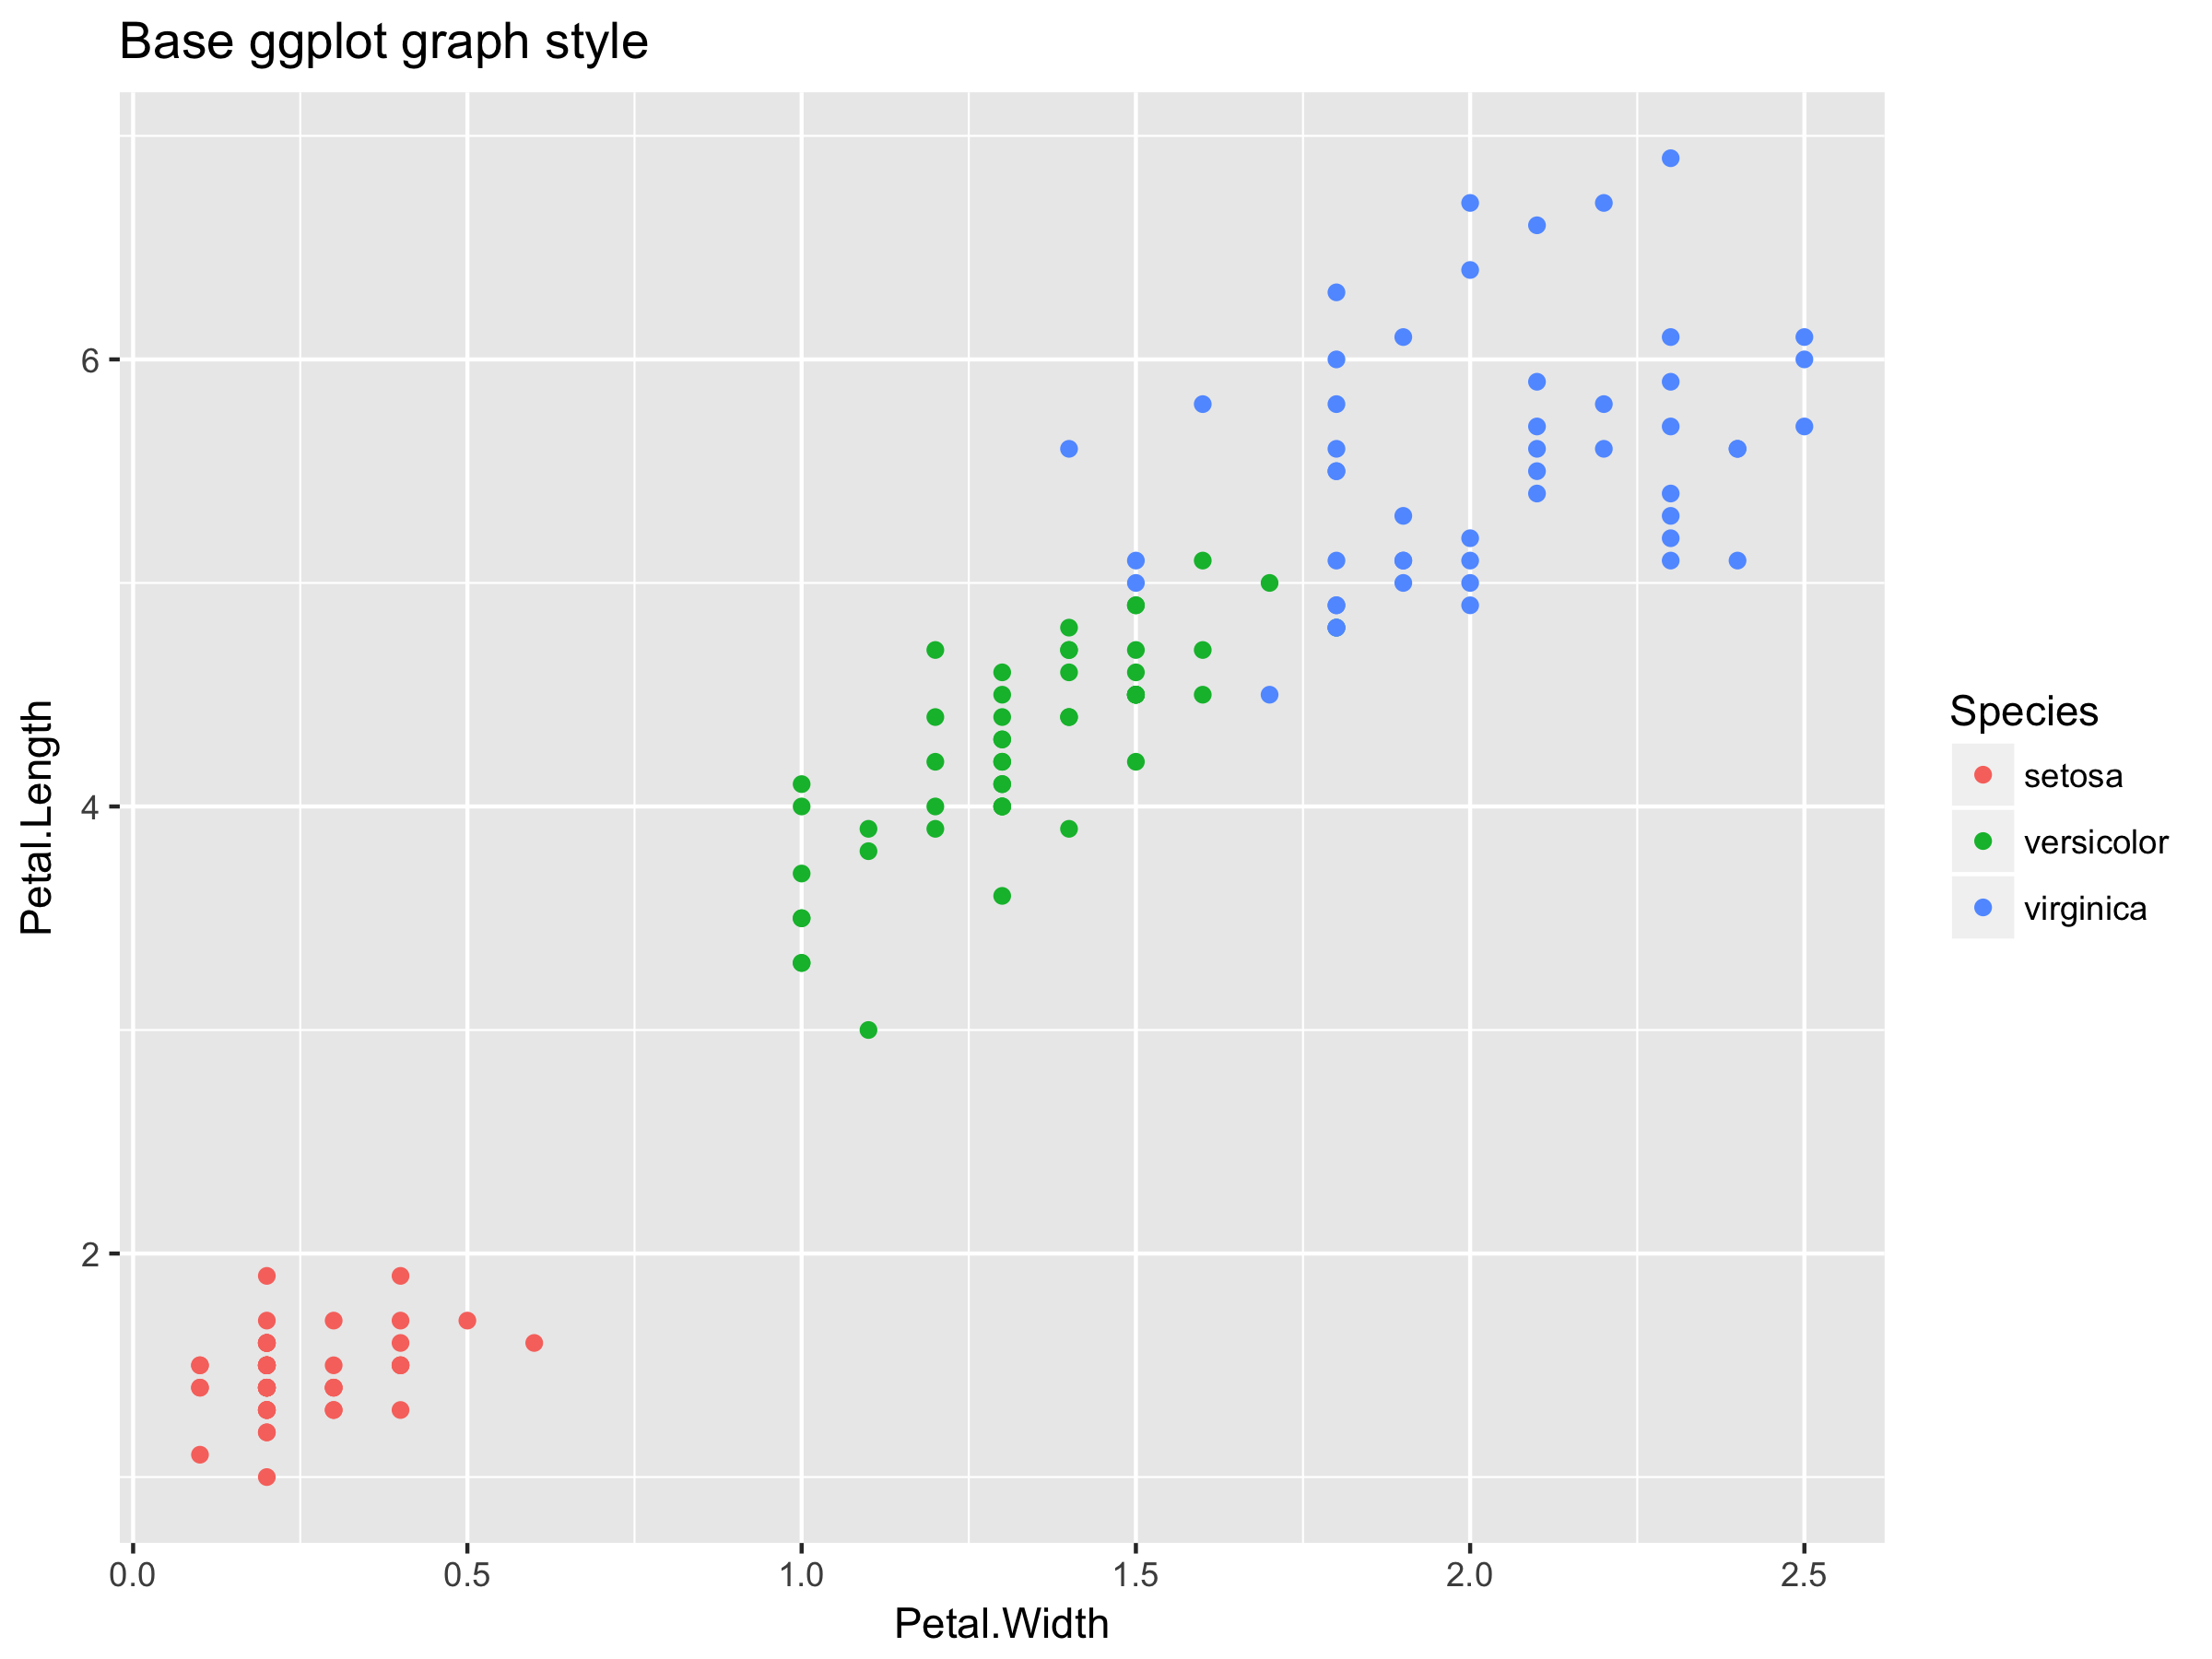 Base ggplot graph style
6
4
2
Petal.Length
0.0 0.5 1.0 1.5 2.0 2.5
Petal.Width
Species
setosa
versicolor
virginica